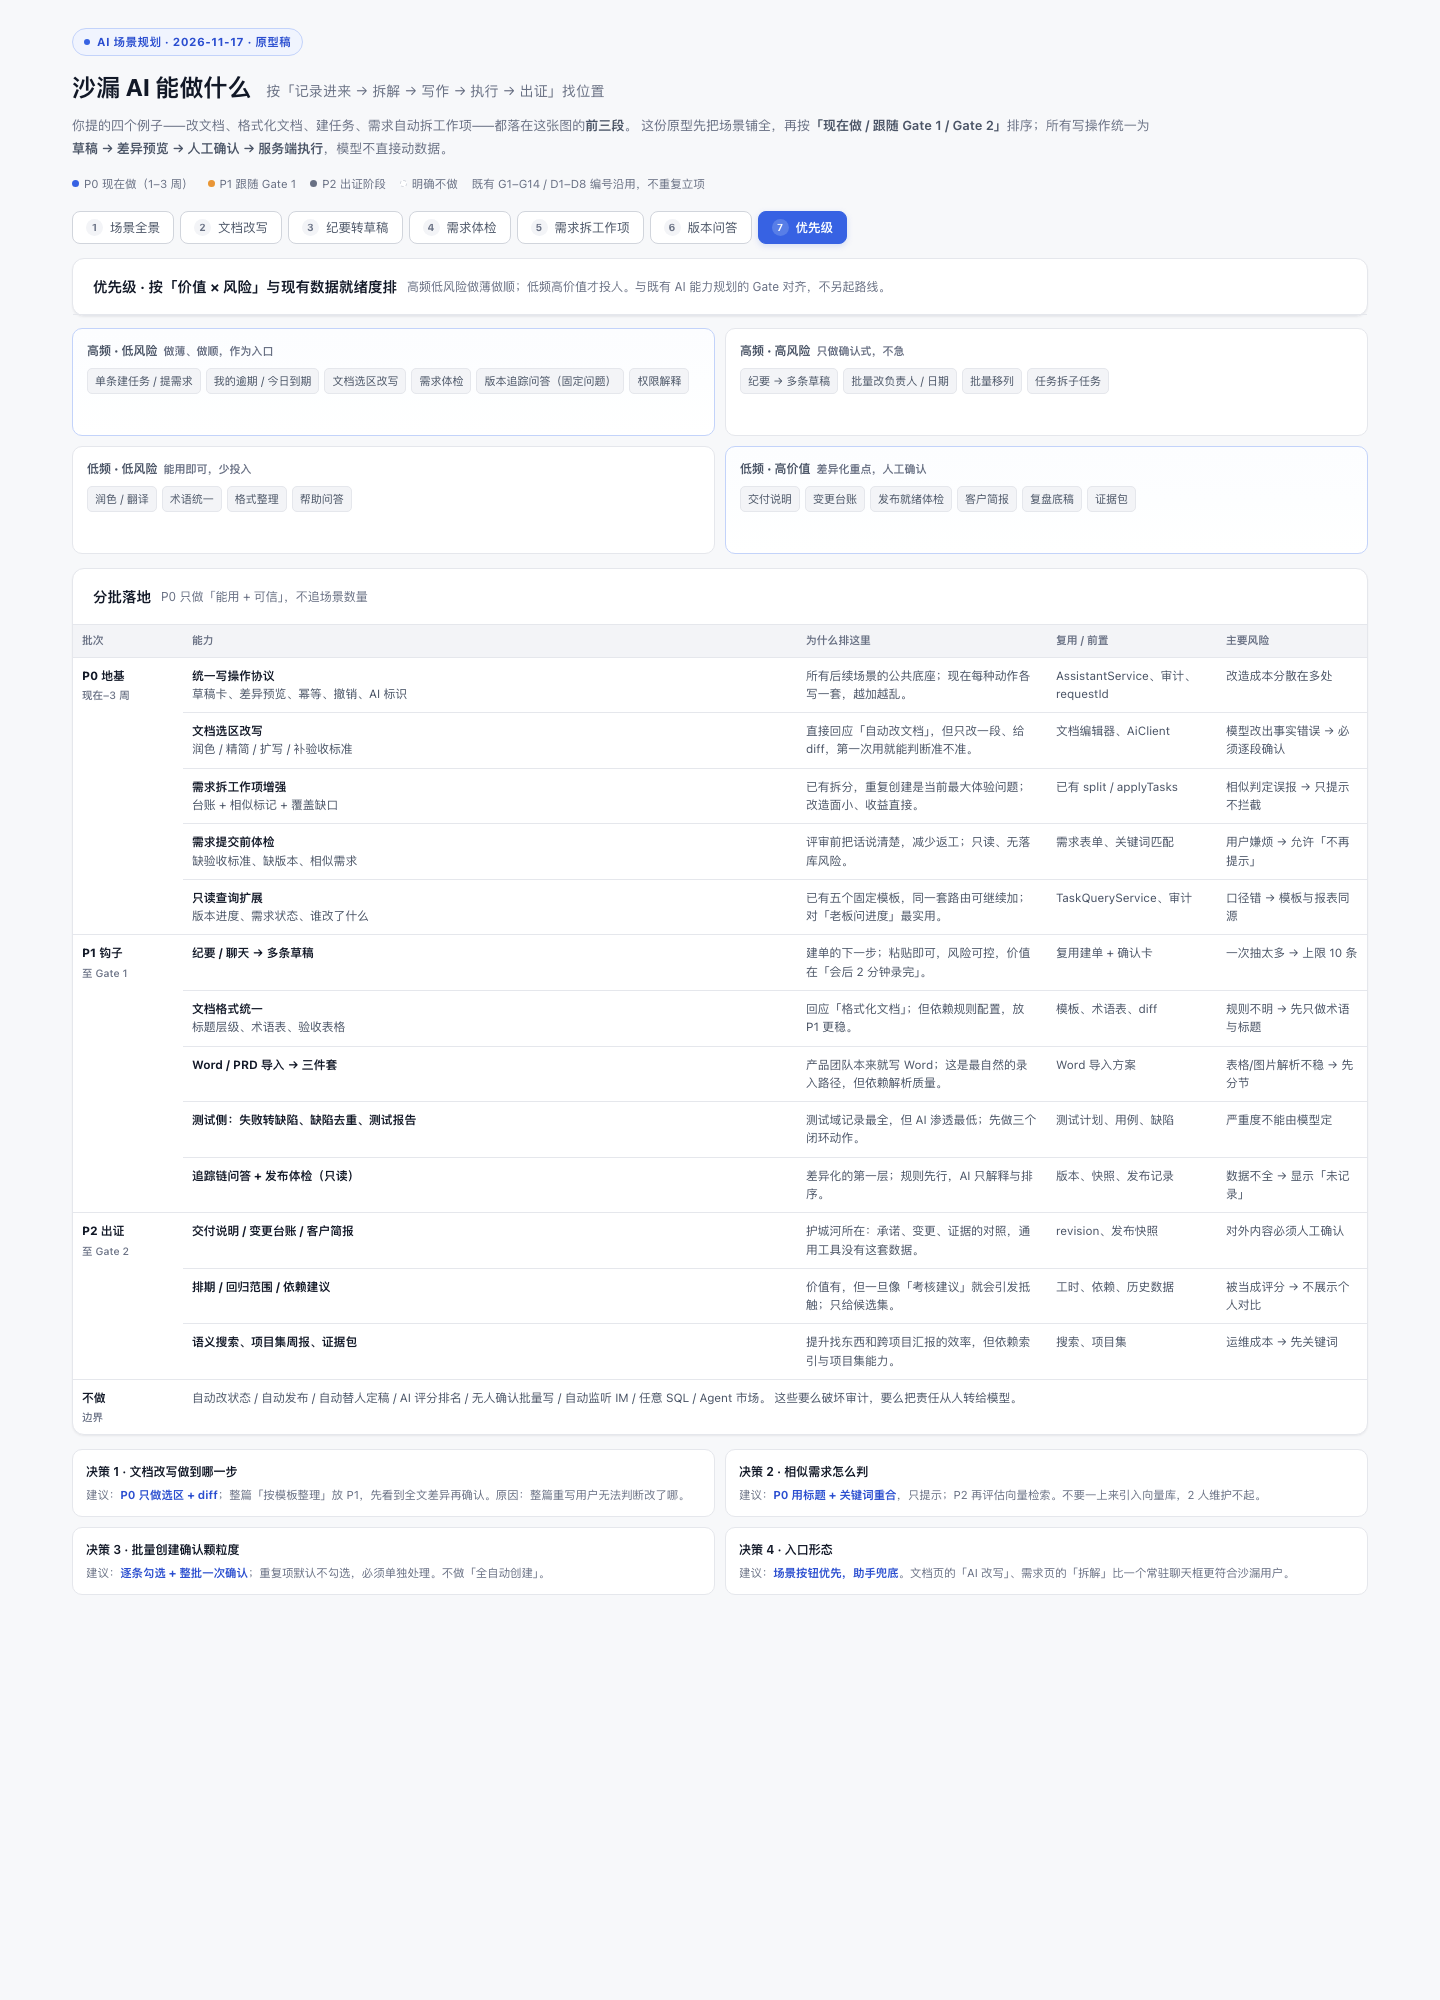 AI 场景规划 · 2026-11-17 · 原型稿
沙漏 AI 能做什么 按「记录进来 → 拆解 → 写作 → 执行 → 出证」找位置
你提的四个例子——改文档、格式化文档、建任务、需求自动拆工作项——都落在这张图的前三段。 这份原型先把场景铺全，再按「现在做 / 跟随 Gate 1 / Gate 2」排序；所有写操作统一为
草稿 → 差异预览 → 人工确认 → 服务端执行，模型不直接动数据。
P0 现在做（1–3 周） P1 跟随 Gate 1 P2 出证阶段 明确不做 既有 G1–G14 / D1–D8 编号沿用，不重复立项
1 场景全景 2 文档改写 3 纪要转草稿 4 需求体检 5 需求拆工作项 6 版本问答 7 优先级
优先级 · 按「价值 × 风险」与现有数据就绪度排 高频低风险做薄做顺；低频高价值才投人。与既有 AI 能力规划的 Gate 对齐，不另起路线。
高频 · 低风险 做薄、做顺，作为入口
单条建任务 / 提需求 我的逾期 / 今日到期 文档选区改写 需求体检 版本追踪问答（固定问题） 权限解释
高频 · 高风险 只做确认式，不急
纪要 → 多条草稿 批量改负责人 / 日期 批量移列 任务拆子任务
低频 · 低风险 能用即可，少投入
润色 / 翻译 术语统一 格式整理 帮助问答
低频 · 高价值 差异化重点，人工确认
交付说明 变更台账 发布就绪体检 客户简报 复盘底稿 证据包
分批落地 P0 只做「能用 + 可信」，不追场景数量
批次 能力 为什么排这里 复用 / 前置 主要风险
P0 地基
现在–3 周
统一写操作协议
草稿卡、差异预览、幂等、撤销、AI 标识
所有后续场景的公共底座；现在每种动作各
写一套，越加越乱。
AssistantService、审计、
requestId
改造成本分散在多处
文档选区改写
润色 / 精简 / 扩写 / 补验收标准
直接回应「自动改文档」，但只改一段、给
diff，第一次用就能判断准不准。
文档编辑器、AiClient
模型改出事实错误 → 必
须逐段确认
需求拆工作项增强
台账 + 相似标记 + 覆盖缺口
已有拆分，重复创建是当前最大体验问题；
改造面小、收益直接。
已有 split / applyTasks
相似判定误报 → 只提示
不拦截
需求提交前体检
缺验收标准、缺版本、相似需求
评审前把话说清楚，减少返工；只读、无落
库风险。
需求表单、关键词匹配
用户嫌烦 → 允许「不再
提示」
只读查询扩展
版本进度、需求状态、谁改了什么
已有五个固定模板，同一套路由可继续加；
对「老板问进度」最实用。
TaskQueryService、审计
口径错 → 模板与报表同
源
P1 钩子
至 Gate 1
纪要 / 聊天 → 多条草稿
建单的下一步；粘贴即可，风险可控，价值
在「会后 2 分钟录完」。
复用建单 + 确认卡
一次抽太多 → 上限 10 条
文档格式统一
标题层级、术语表、验收表格
回应「格式化文档」；但依赖规则配置，放
P1 更稳。
模板、术语表、diff
规则不明 → 先只做术语
与标题
Word / PRD 导入 → 三件套
产品团队本来就写 Word；这是最自然的录
入路径，但依赖解析质量。
Word 导入方案
表格/图片解析不稳 → 先
分节
测试侧：失败转缺陷、缺陷去重、测试报告
测试域记录最全，但 AI 渗透最低；先做三个
闭环动作。
测试计划、用例、缺陷
严重度不能由模型定
追踪链问答 + 发布体检（只读）
差异化的第一层；规则先行，AI 只解释与排
序。
版本、快照、发布记录
数据不全 → 显示「未记
录」
P2 出证
至 Gate 2
交付说明 / 变更台账 / 客户简报
护城河所在：承诺、变更、证据的对照，通
用工具没有这套数据。
revision、发布快照
对外内容必须人工确认
排期 / 回归范围 / 依赖建议
价值有，但一旦像「考核建议」就会引发抵
触；只给候选集。
工时、依赖、历史数据
被当成评分 → 不展示个
人对比
语义搜索、项目集周报、证据包
提升找东西和跨项目汇报的效率，但依赖索
引与项目集能力。
搜索、项目集
运维成本 → 先关键词
不做
边界
自动改状态 / 自动发布 / 自动替人定稿 / AI 评分排名 / 无人确认批量写 / 自动监听 IM / 任意 SQL / Agent 市场。 这些要么破坏审计，要么把责任从人转给模型。
决策 1 · 文档改写做到哪一步
建议：P0 只做选区 + diff；整篇「按模板整理」放 P1，先看到全文差异再确认。原因：整篇重写用户无法判断改了哪。
决策 2 · 相似需求怎么判
建议：P0 用标题 + 关键词重合，只提示；P2 再评估向量检索。不要一上来引入向量库，2 人维护不起。
决策 3 · 批量创建确认颗粒度
建议：逐条勾选 + 整批一次确认；重复项默认不勾选，必须单独处理。不做「全自动创建」。
决策 4 · 入口形态
建议：场景按钮优先，助手兜底。文档页的「AI 改写」、需求页的「拆解」比一个常驻聊天框更符合沙漏用户。